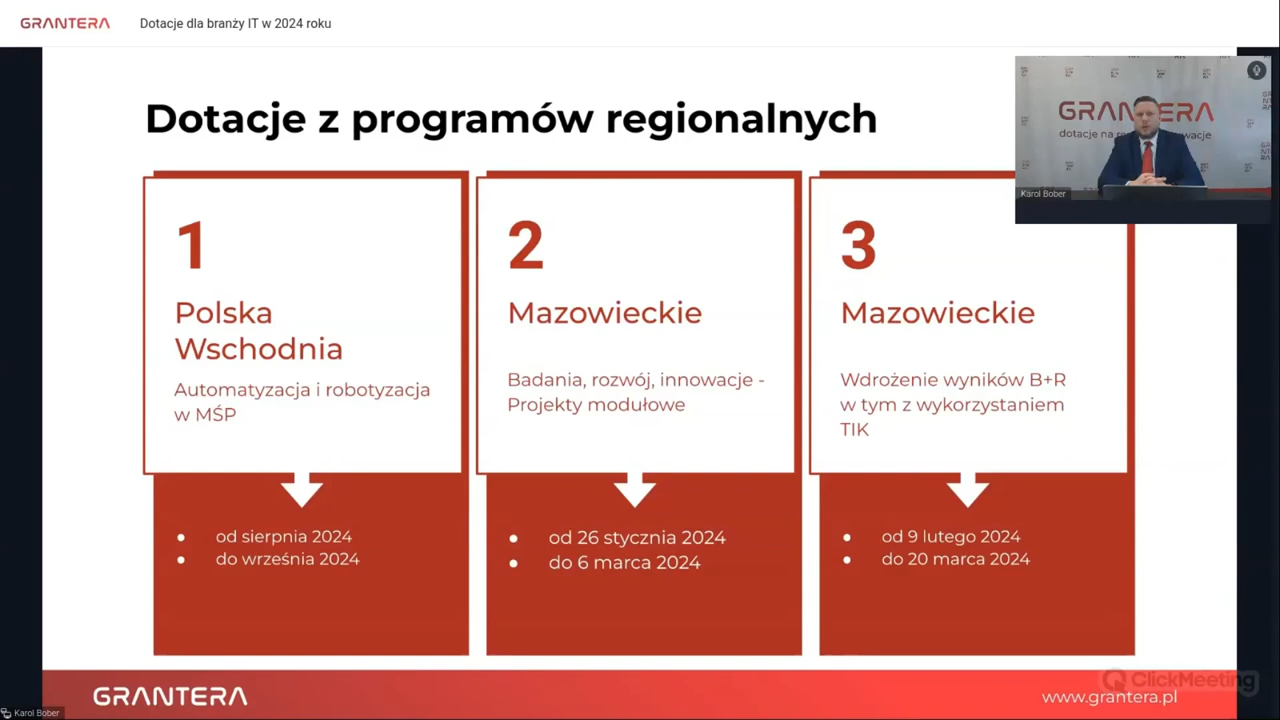 GRANTERA
Dotacje dla branży IT w 2024 roku
Dotacje z programów regionalnych
GRANTERA
dotacje na
Karol Bober
1
Polska
Wschodnia
Automatyzacja i robotyzacja
w MŚP
od sierpnia 2024
do września 2024
2
Mazowieckie
Badania, rozwój, innowacje -
Projekty modułowe
od 26 stycznia 2024
do 6 marca 2024
3
Mazowieckie
Wdrożenie wyników B+R
w tym z wykorzystaniem
TIK
od 9 lutego 2024
do 20 marca 2024
GRANTERA
ClickMeeting
www.grantera.pl
Karol Bober